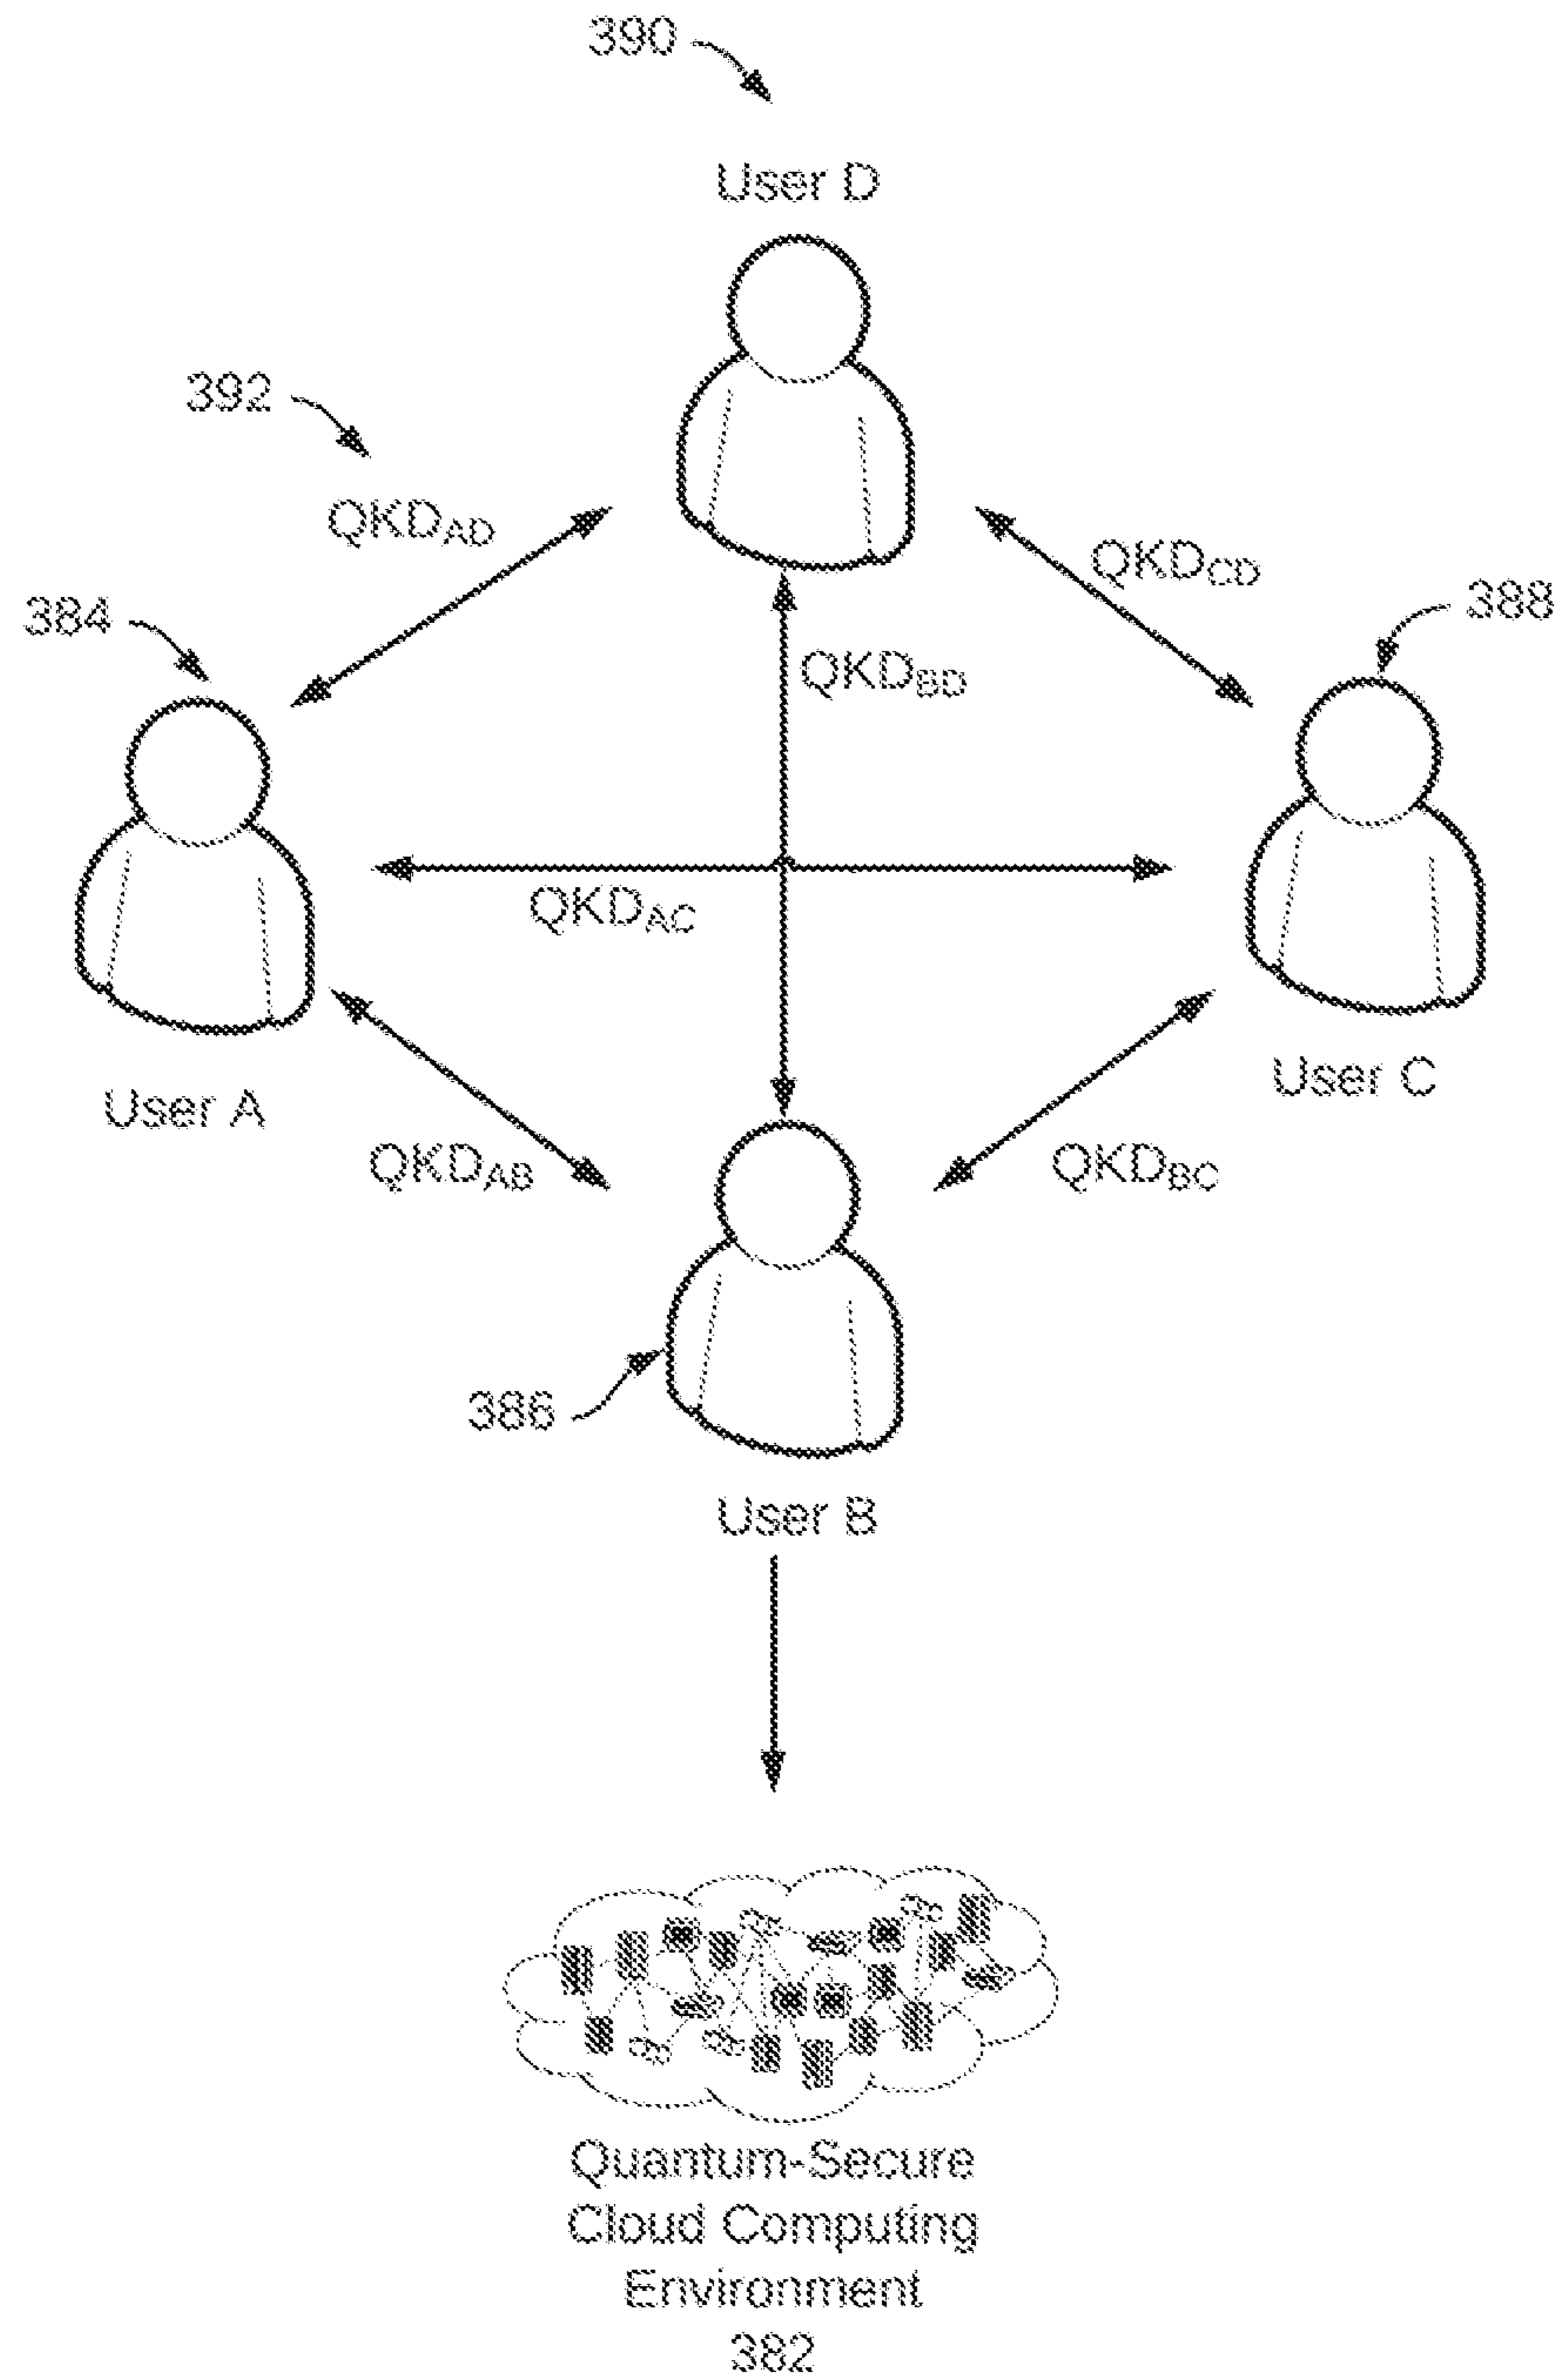 390
User D
392
QKDAD
QKDCD
384
388
QKDBD
QKDAC
User A
User C
QKDAB
QKDBC
386
User B
Quantum-Secure
Cloud Computing
Environment
382